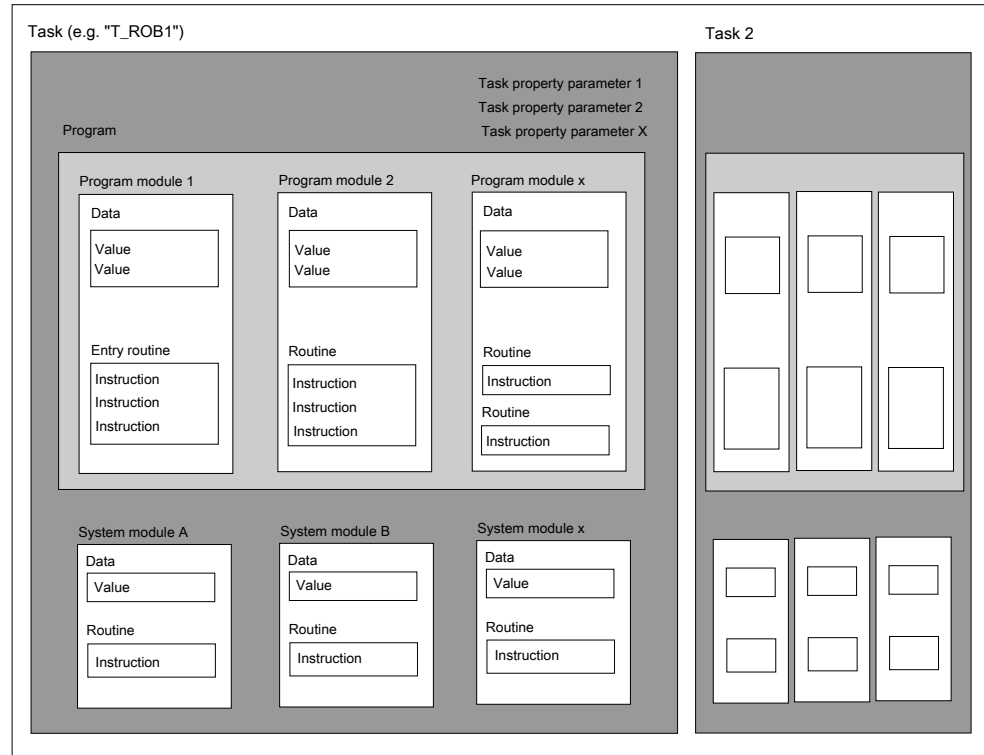 Task (e.g. "T_ROB1")
Task 2
Task property parameter 1
Task property parameter 2
Task property parameter X
Program
Program module 1
Data
Value
Value
Entry routine
Instruction
Instruction
Instruction
Program module 2
Data
Value
Value
Routine
Instruction
Instruction
Instruction
Program module x
Data
Value
Value
Routine
Instruction
Routine
Instruction
System module A
Data
Value
Routine
Instruction
System module B
Data
Value
Routine
Instruction
System module x
Data
Value
Routine
Instruction